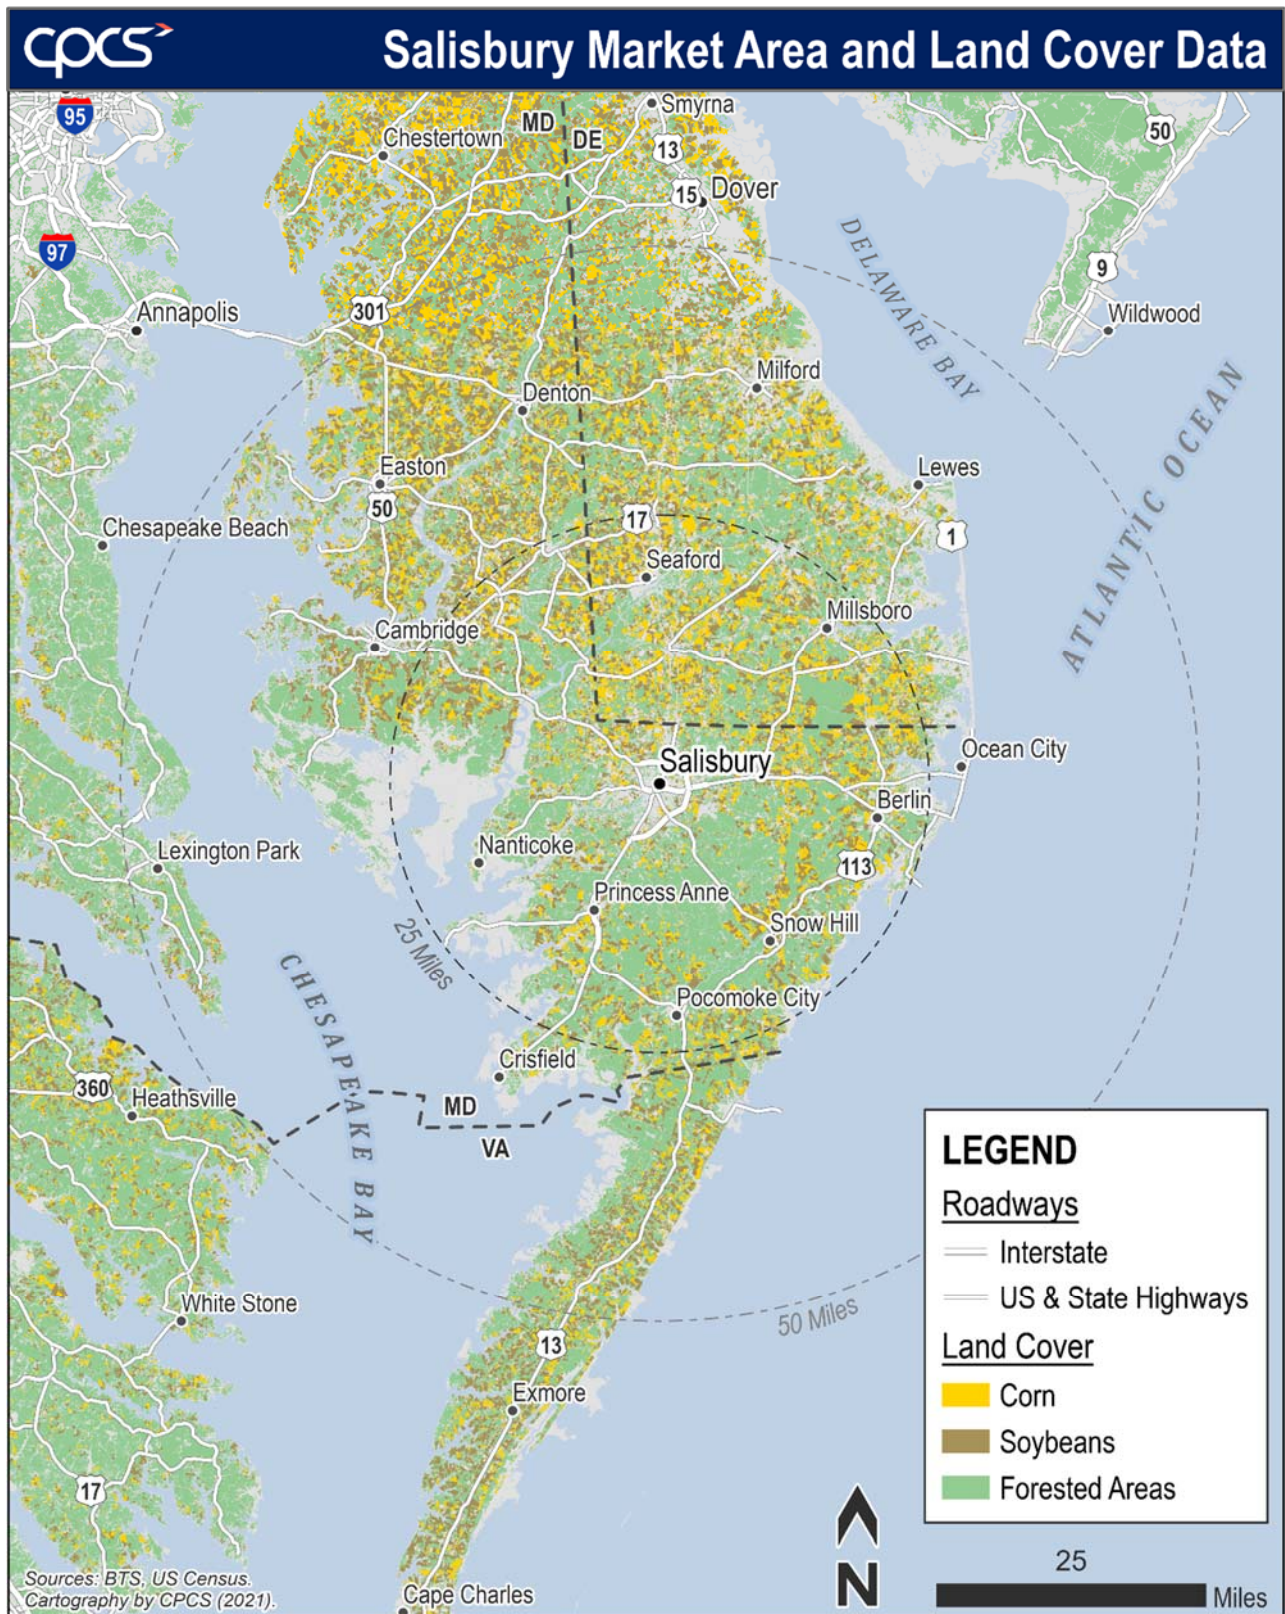 cpcs
Salisbury Market Area and Land Cover Data
95
Smyrna
50
MD
DE
Chestertown
13
15
Dover
97
DELAWARE BAY
9
301
Annapolis
Wildwood
Milford
Denton
ATLANTIC OCEAN
Easton
Lewes
50
17
Chesapeake Beach
1
Seaford
Millsboro
Cambridge
Ocean City
Salisbury
Berlin
Nanticoke
Lexington Park
113
Princess Anne
Snow Hill
25 Miles
CHESAPEAKE BAY
Pocomoke City
Crisfield
360
Heathsville
MD
VA
White Stone
50 Miles
13
Exmore
17
Cape Charles
LEGEND
Roadways
Interstate
US & State Highways
Land Cover
Corn
Soybeans
Forested Areas
N
25
Miles
Sources: BTS, US Census.
Cartography by CPCS (2021).